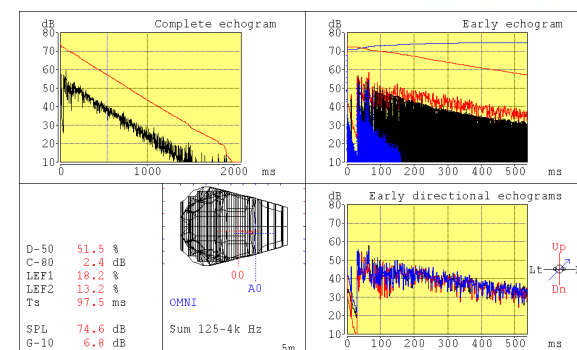 dB Complete echogram
80
70
60
50
40
30
20
10
0 1000 2000
ms
dB Early echogram
80
70
60
50
40
30
20
10
0 100 200 300 400 500
ms
D-50 51.5 %
C-80 2.4 dB
LEF1 18.2 %
LEF2 13.2 %
Ts 97.5 ms
SPL 74.6 dB
G-10 6.8 dB
00
A0
OMNI
Sum 125-4k Hz
5m
dB Early directional echograms
80
70
60
50
40
30
20
10
0 100 200 300 400 500
ms
Up
Lt
Dn